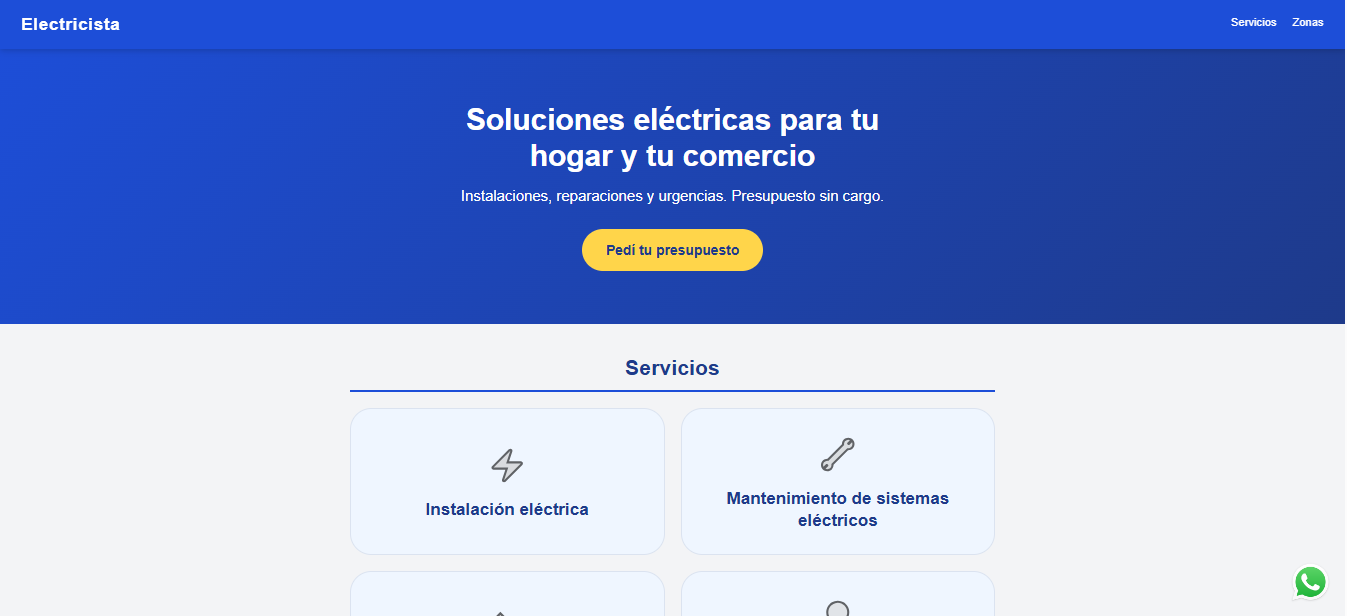 Electricista
Servicios Zonas
Soluciones eléctricas para tu
hogar y tu comercio
Instalaciones, reparaciones y urgencias. Presupuesto sin cargo.
Pedí tu presupuesto
Servicios
Instalación eléctrica
Mantenimiento de sistemas
eléctricos